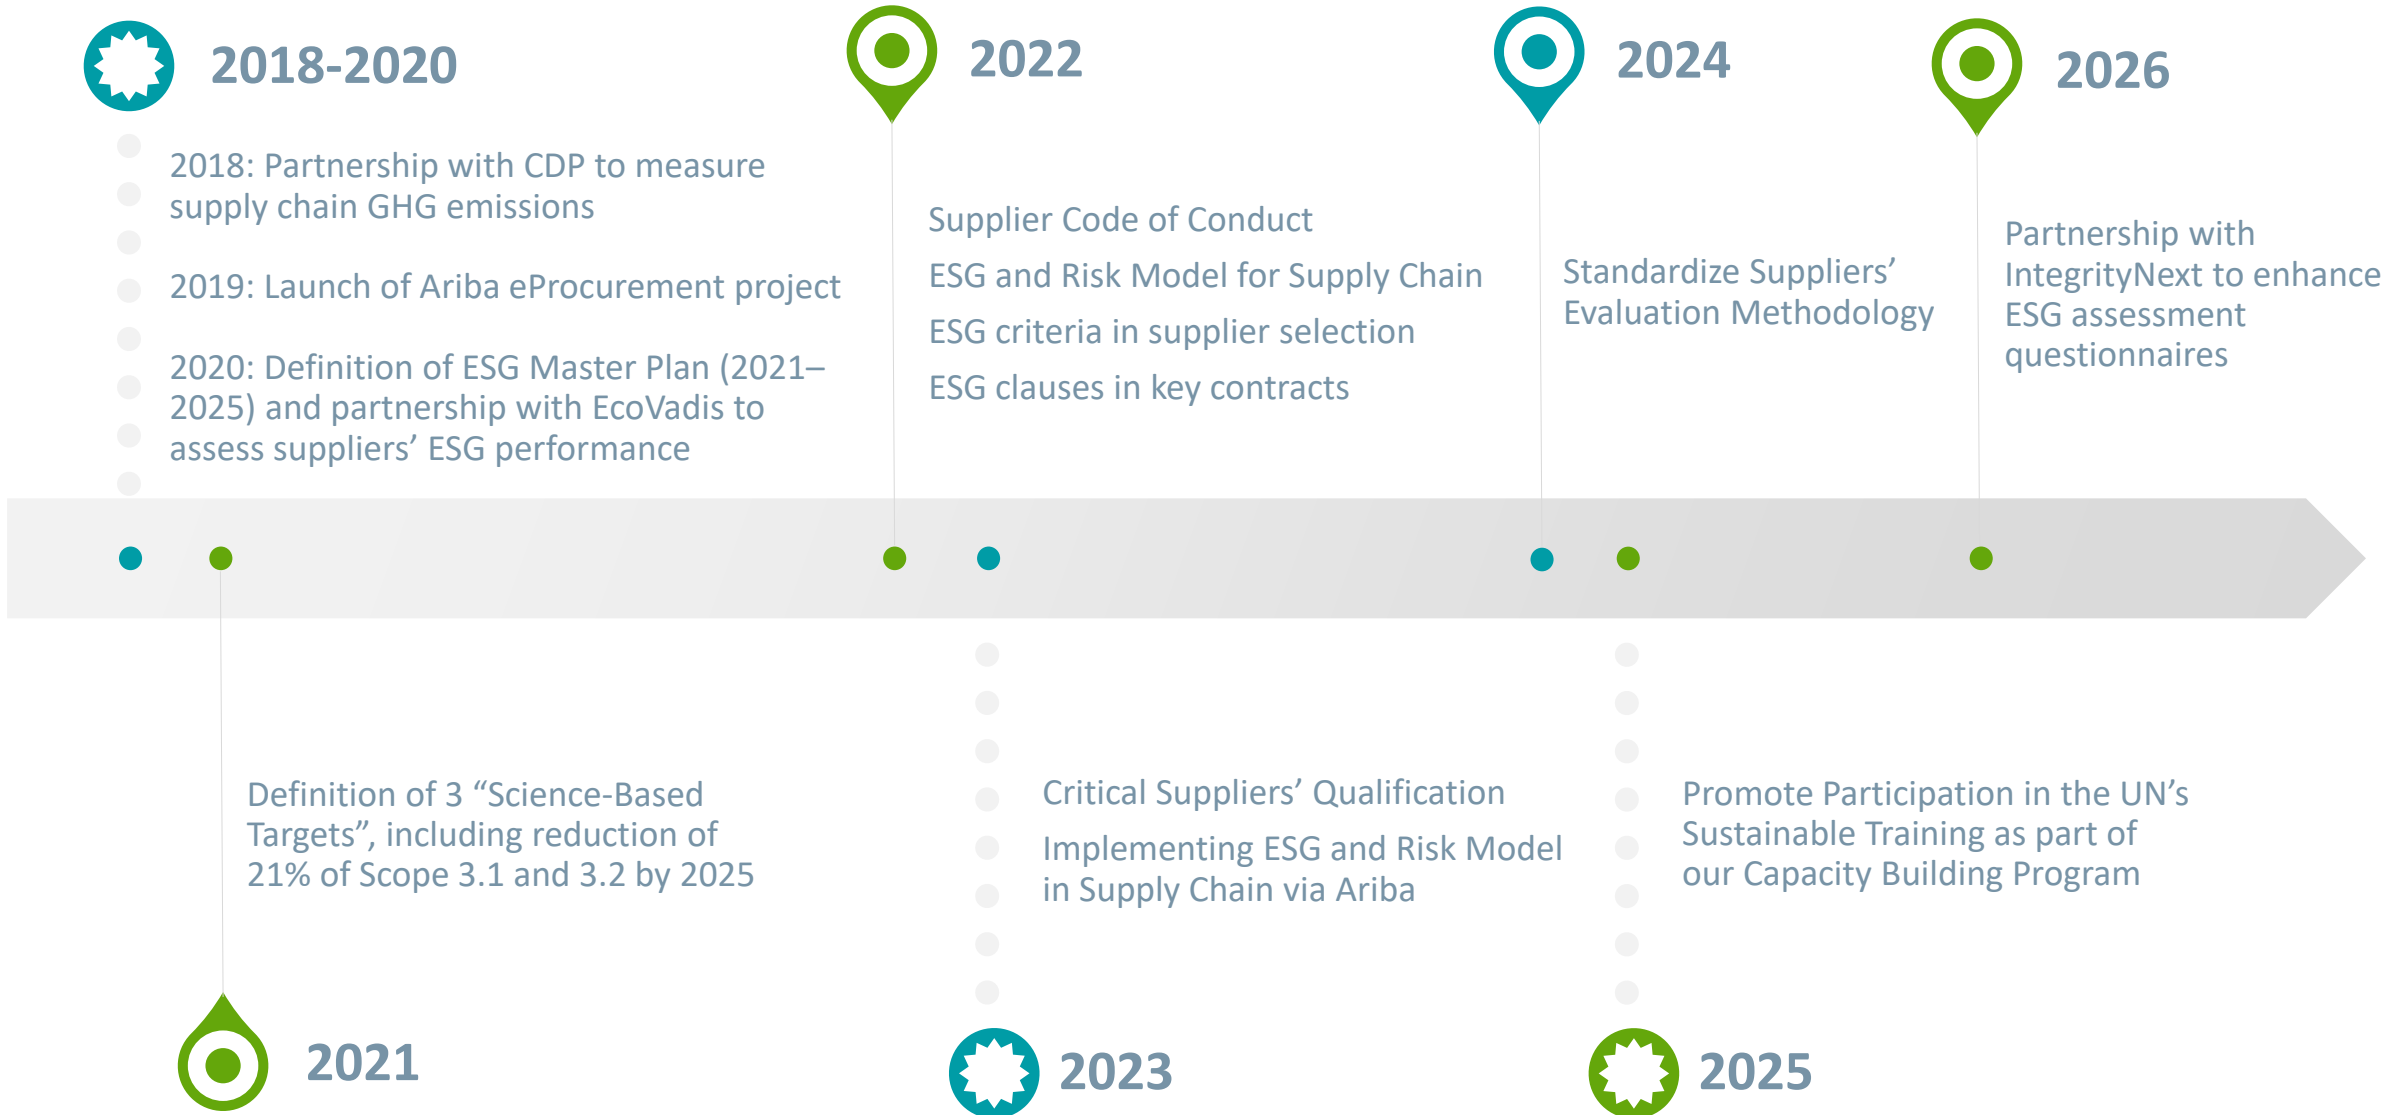 2018-2020
2018: Partnership with CDP to measure
supply chain GHG emissions
2019: Launch of Ariba eProcurement project
2020: Definition of ESG Master Plan (2021–
2025) and partnership with EcoVadis to
assess suppliers’ ESG performance
2021
Definition of 3 “Science-Based
Targets”, including reduction of
21% of Scope 3.1 and 3.2 by 2025
2022
Supplier Code of Conduct
ESG and Risk Model for Supply Chain
ESG criteria in supplier selection
ESG clauses in key contracts
2023
Critical Suppliers’ Qualification
Implementing ESG and Risk Model
in Supply Chain via Ariba
2024
Standardize Suppliers’
Evaluation Methodology
2025
Promote Participation in the UN’s
Sustainable Training as part of
our Capacity Building Program
2026
Partnership with
IntegrityNext to enhance
ESG assessment
questionnaires